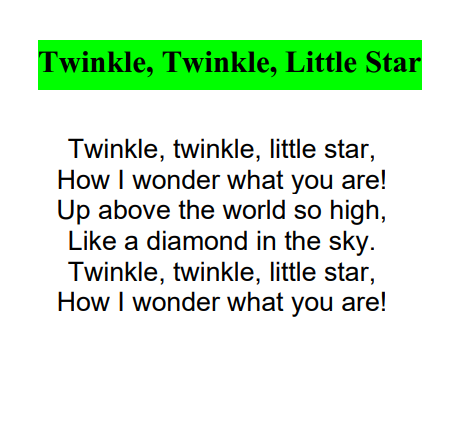 Twinkle, Twinkle, Little Star
Twinkle, twinkle, little star,
How I wonder what you are!
Up above the world so high,
Like a diamond in the sky.
Twinkle, twinkle, little star,
How I wonder what you are!